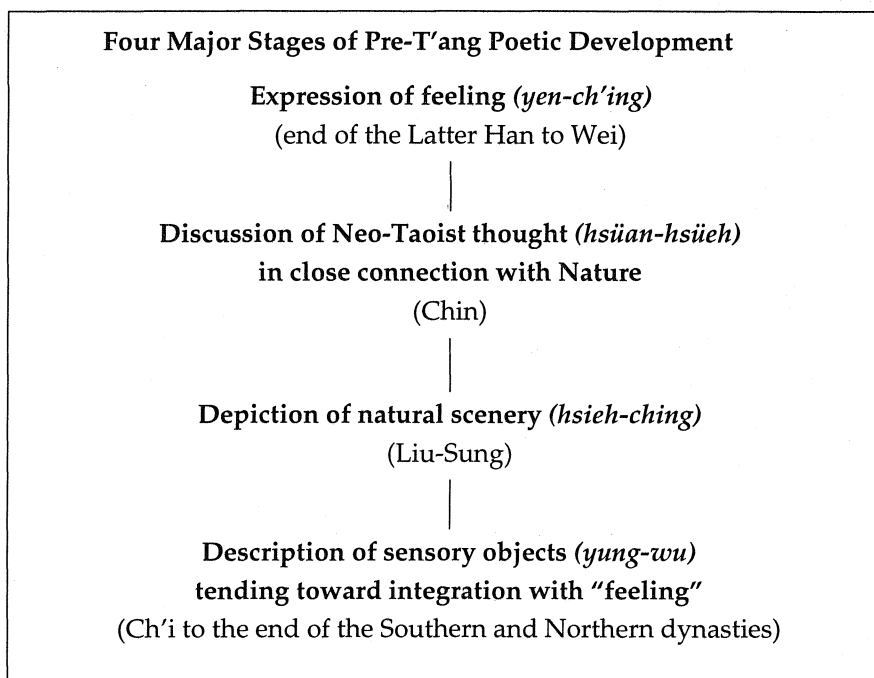 Four Major Stages of Pre-T'ang Poetic Development
Expression of feeling (yen-ch'ing)
(end of the Latter Han to Wei)
Discussion of Neo-Taoist thought (hsüan-hsüeh)
in close connection with Nature
(Chin)
Depiction of natural scenery (hsieh-ching)
(Liu-Sung)
Description of sensory objects (yung-wu)
tending toward integration with “feeling”
(Ch'i to the end of the Southern and Northern dynasties)